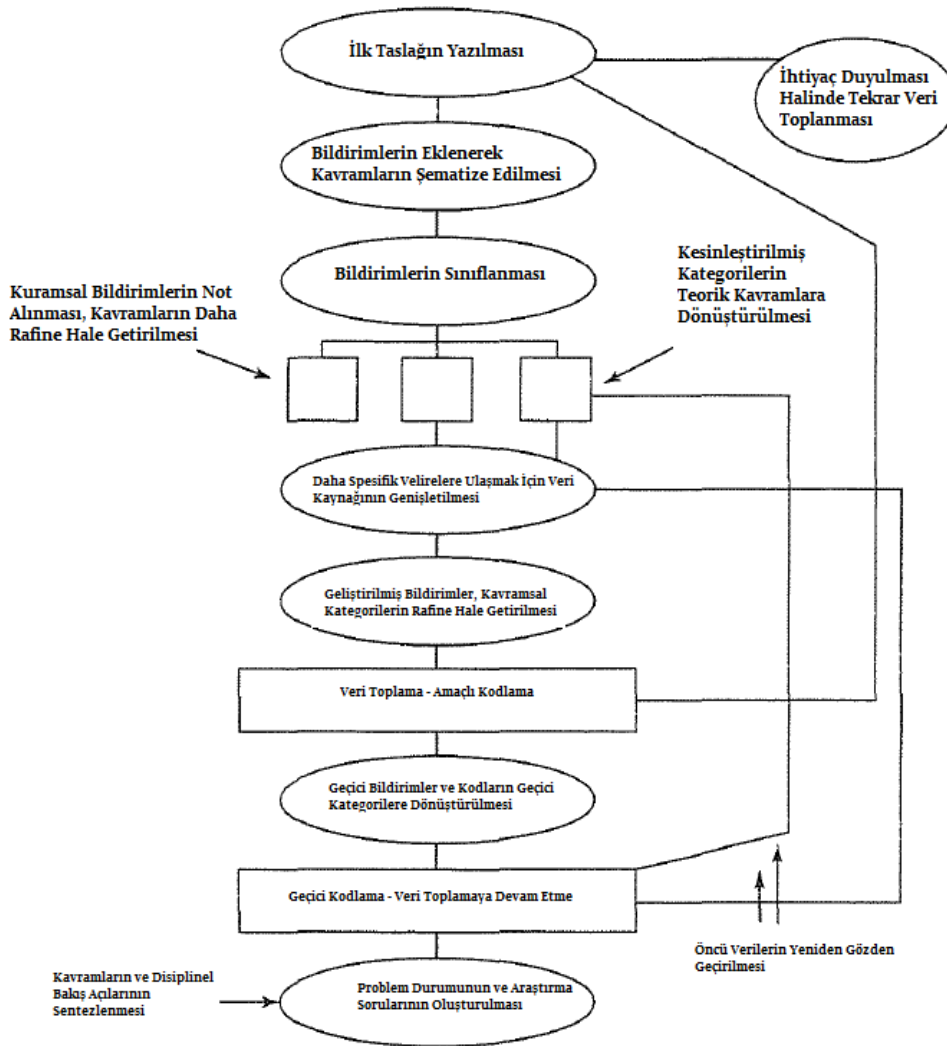 İlk Taslağın Yazılması
İhtiyaç Duyulması
Halinde Tekrar Veri
Toplanması
Bildirimlerin Eklenerek
Kavramların Şematize Edilmesi
Bildirimlerin Sınıflanması
Kesinleştirilmiş
Kategorilerin
Teorik Kavramlara
Dönüştürülmesi
Kuramsal Bildirimlerin Not
Alınması, Kavramların Daha
Rafine Hale Getirilmesi
Daha Spesifik Velirelere Ulaşmak İçin Veri
Kaynağının Genişletilmesi
Geliştirilmiş Bildirimler, Kavramsal
Kategorilerin Rafine Hale Getirilmesi
Veri Toplama - Amaçlı Kodlama
Geçici Bildirimler ve Kodların Geçici
Kategorilere Dönüştürülmesi
Geçici Kodlama - Veri Toplamaya Devam Etme
Öncü Verilerin Yeniden Gözden
Geçirilmesi
Kavramların ve Disiplinel
Bakış Açılarının
Sentezlenmesi
Problem Durumunun ve Araştırma
Sorularının Oluşturulması